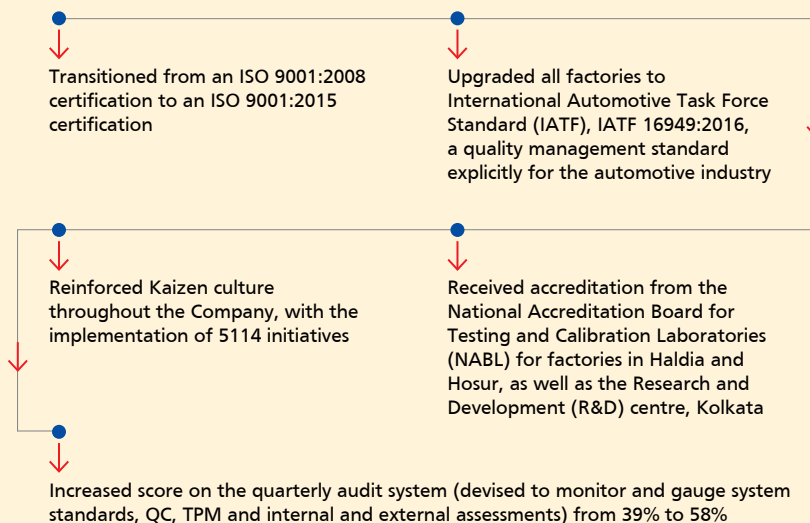 Transitioned from an ISO 9001:2008
certification to an ISO 9001:2015
certification
Upgraded all factories to
International Automotive Task Force
Standard (IATF), IATF 16949:2016,
a quality management standard
explicitly for the automotive industry
Reinforced Kaizen culture
throughout the Company, with the
implementation of 5114 initiatives
Received accreditation from the
National Accreditation Board for
Testing and Calibration Laboratories
(NABL) for factories in Haldia and
Hosur, as well as the Research and
Development (R&D) centre, Kolkata
Increased score on the quarterly audit system (devised to monitor and gauge system
standards, QC, TPM and internal and external assessments) from 39% to 58%